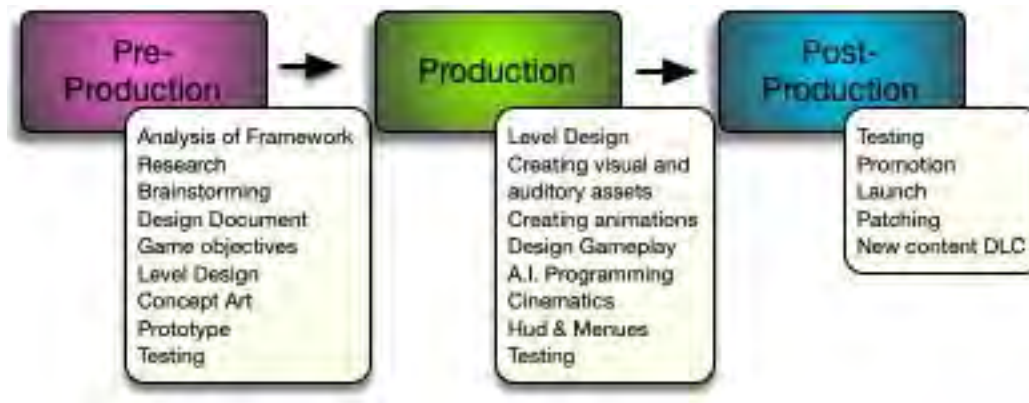 Pre-
Production
Analysis of Framework
Research
Brainstorming
Design Document
Game objectives
Level Design
Concept Art
Prototype
Testing
Production
Level Design
Creating visual and
auditory assets
Creating animations
Design Gameplay
A.I. Programming
Cinematics
Hud & Menues
Testing
Post-
Production
Testing
Promotion
Launch
Patching
New content DLC